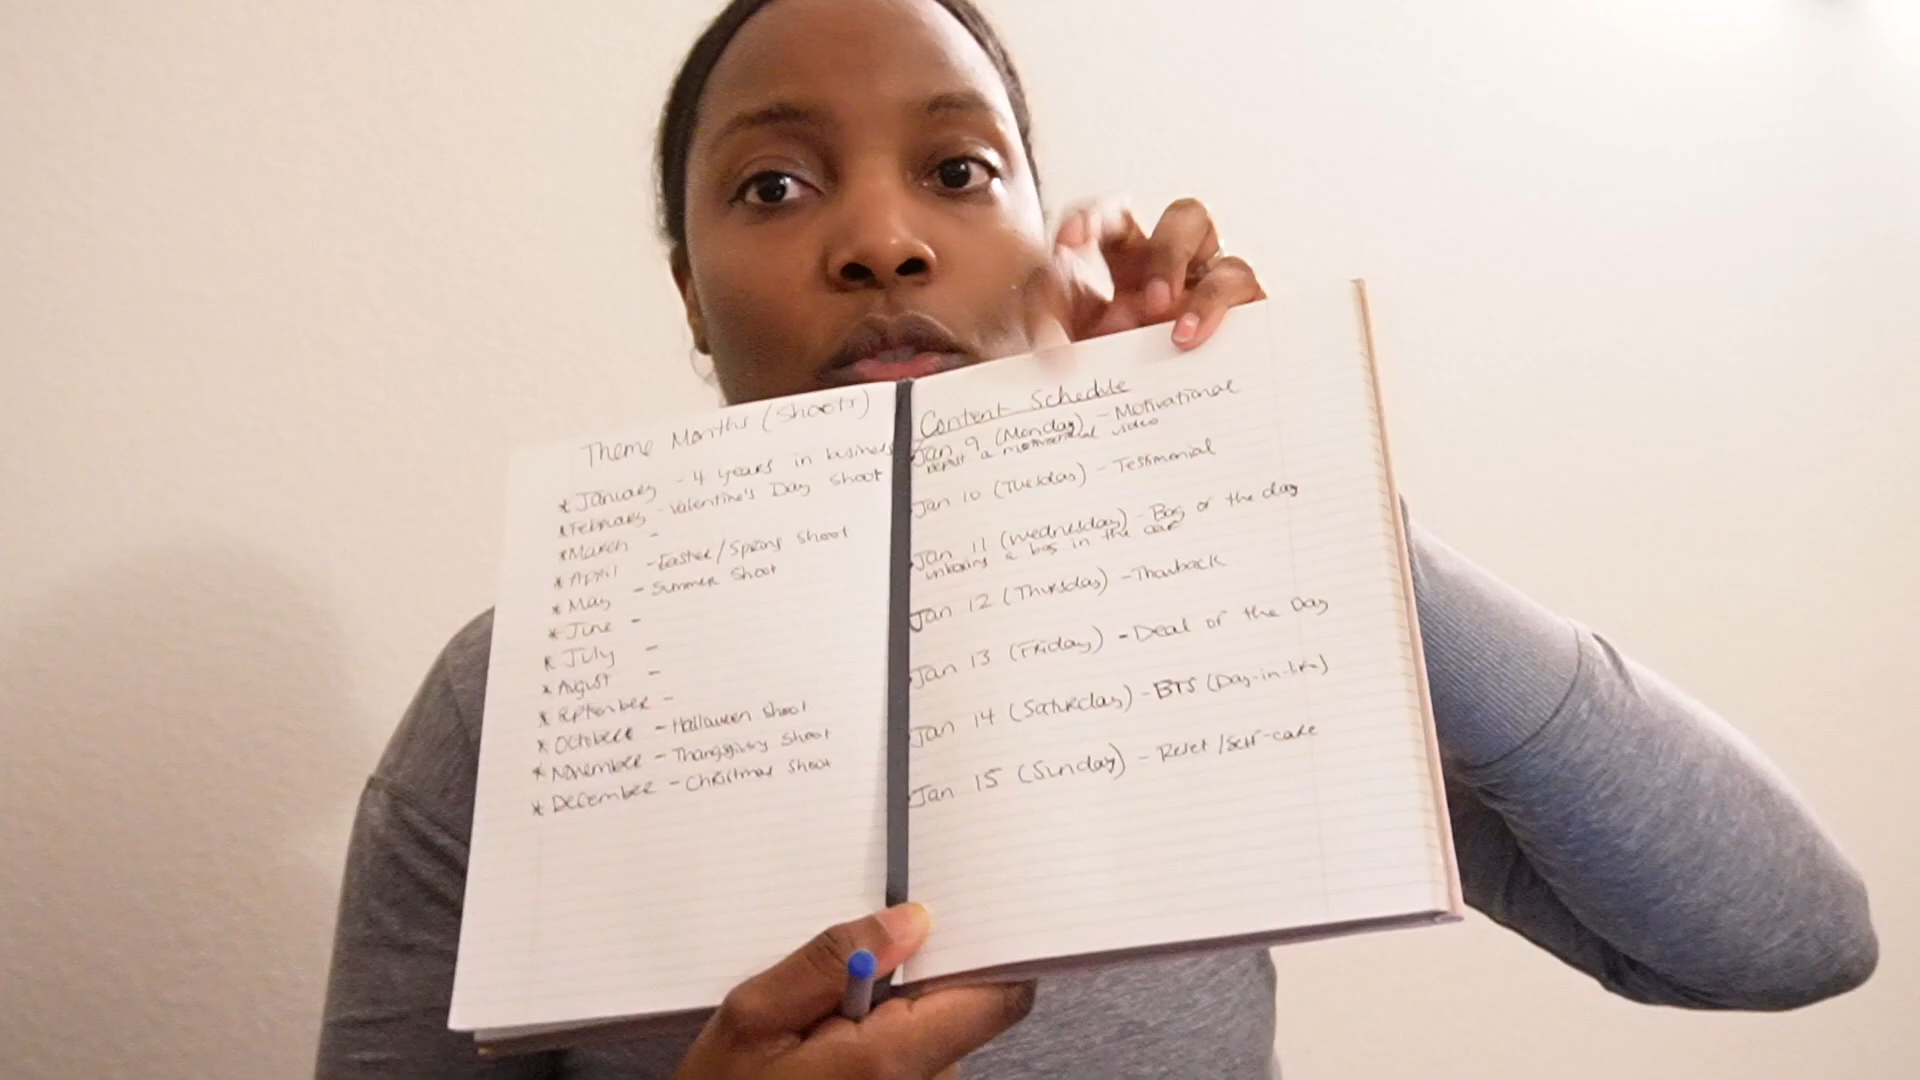 Theme Months (Shoots)
* January - 4 years in business
* February - Valentine's Day shoot
* March -
* April - Easter/Spring shoot
* May - Summer shoot
* June -
* July -
* August -
* September -
* October - Halloween shoot
* November - Thanggiving shoot
* December - Christmas shoot
Content Schedule
Jan 9 (Monday) - Motivational
a motivational video
Jan 10 (Tuesday) - Testimonial
Jan 11 (Wednesday) - Bag of the day
unboxing a bag in the car
Jan 12 (Thursday) - Thowback
Jan 13 (Friday) - Deal of the Day
Jan 14 (Saturday) - BTS (Day-in-life)
Jan 15 (Sunday) - Reset/Self-care